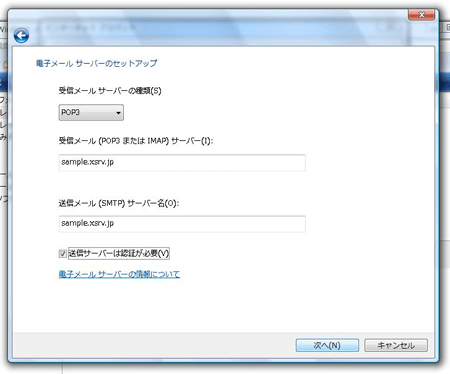 電子メール サーバーのセットアップ
受信メール サーバーの種類(S)
POP3
受信メール (POP3 または IMAP) サーバー(I):
sample.xsrv.jp
送信メール (SMTP) サーバー名(O):
sample.xsrv.jp
送信サーバーは認証が必要(V)
電子メール サーバーの情報について
次へ(N)
キャンセル